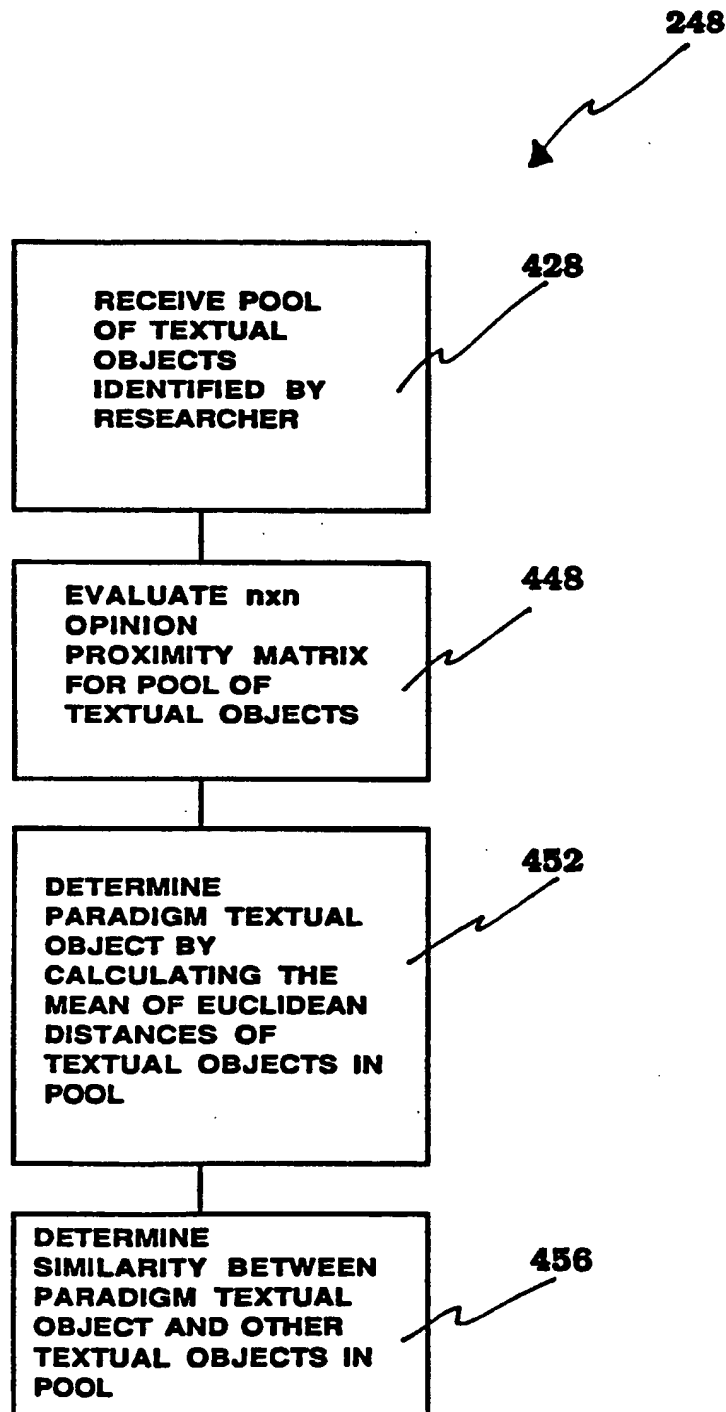 248
428
RECEIVE POOL
OF TEXTUAL
OBJECTS
IDENTIFIED BY
RESEARCHER
448
EVALUATE nxn
OPINION
PROXIMITY MATRIX
FOR POOL OF
TEXTUAL OBJECTS
452
DETERMINE
PARADIGM TEXTUAL
OBJECT BY
CALCULATING THE
MEAN OF EUCLIDEAN
DISTANCES OF
TEXTUAL OBJECTS IN
POOL
456
DETERMINE
SIMILARITY BETWEEN
PARADIGM TEXTUAL
OBJECT AND OTHER
TEXTUAL OBJECTS IN
POOL